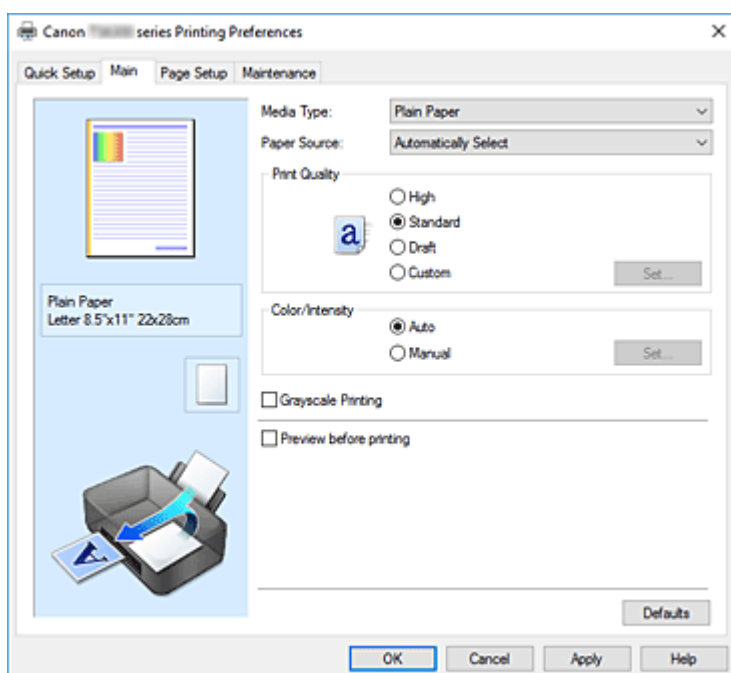 Canon series Printing Preferences
Quick Setup Main Page Setup Maintenance
Media Type: Plain Paper
Paper Source: Automatically Select
Print Quality
High
Standard
Draft
Custom Set...
a
Plain Paper
Letter 8.5"x11" 22x28cm
Color/Intensity
Auto
Manual Set...
Grayscale Printing
Preview before printing
A
Defaults
OK Cancel Apply Help